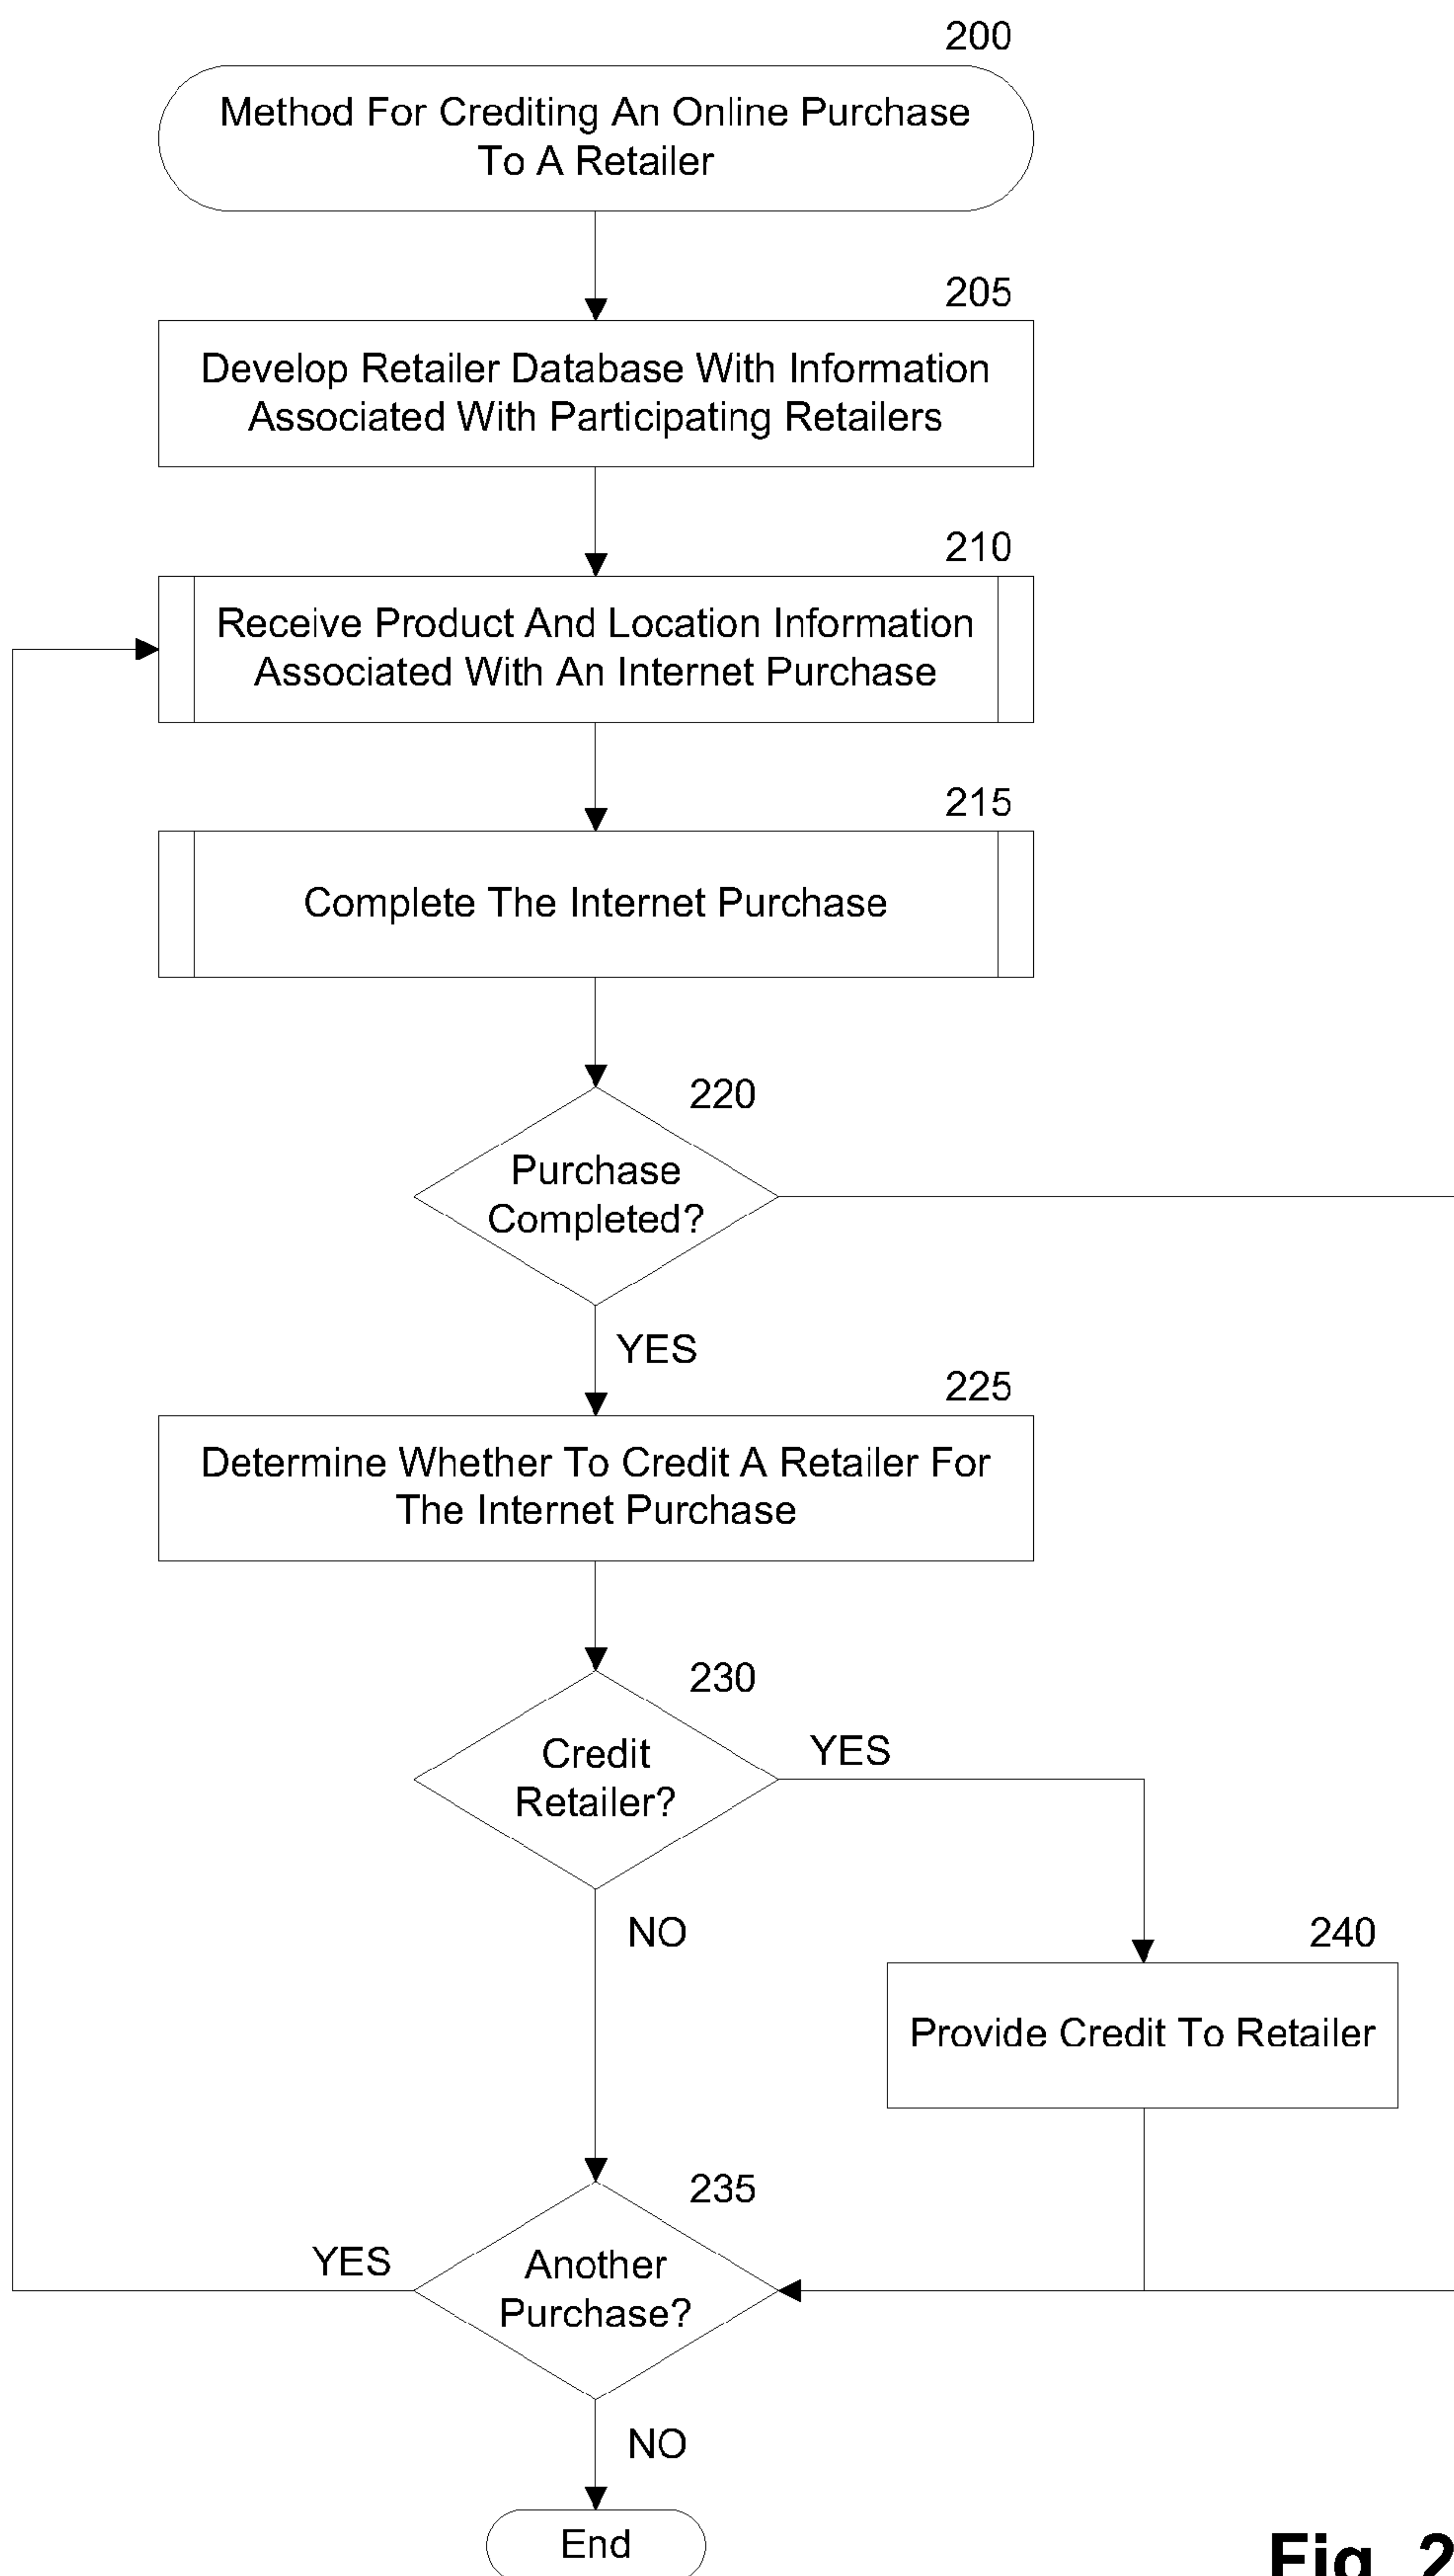 200
Method For Crediting An Online Purchase
To A Retailer
205
Develop Retailer Database With Information
Associated With Participating Retailers
210
Receive Product And Location Information
Associated With An Internet Purchase
215
Complete The Internet Purchase
220
Purchase
Completed?
YES
225
Determine Whether To Credit A Retailer For
The Internet Purchase
230
Credit
Retailer?
YES
NO
240
Provide Credit To Retailer
235
Another
Purchase?
YES
NO
End
Fig. 2